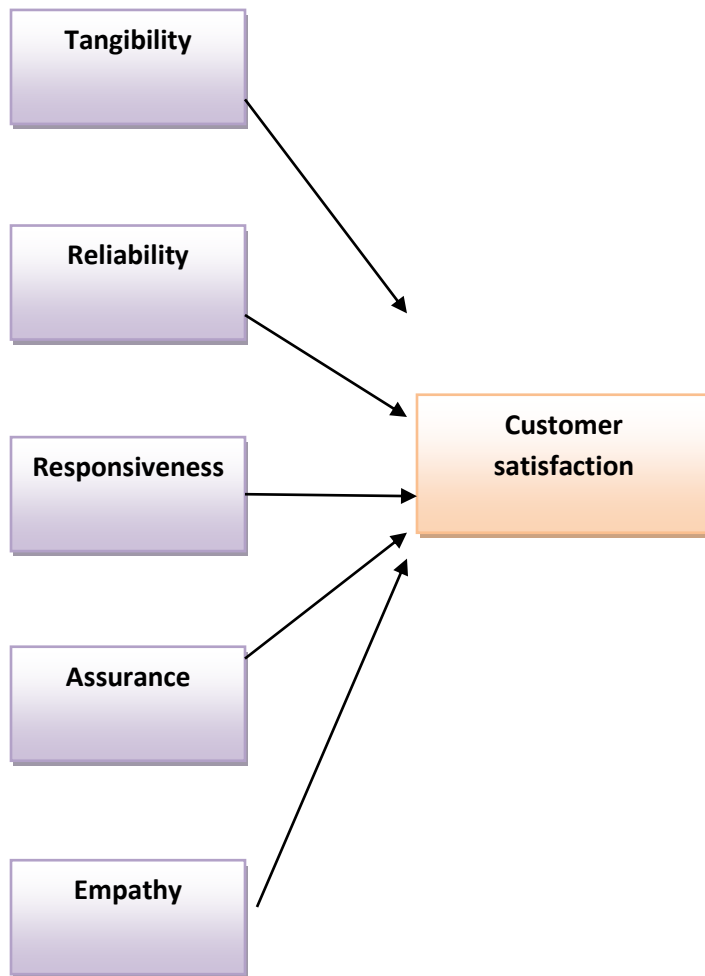 Tangibility
Reliability
Customer
satisfaction
Responsiveness
Assurance
Empathy